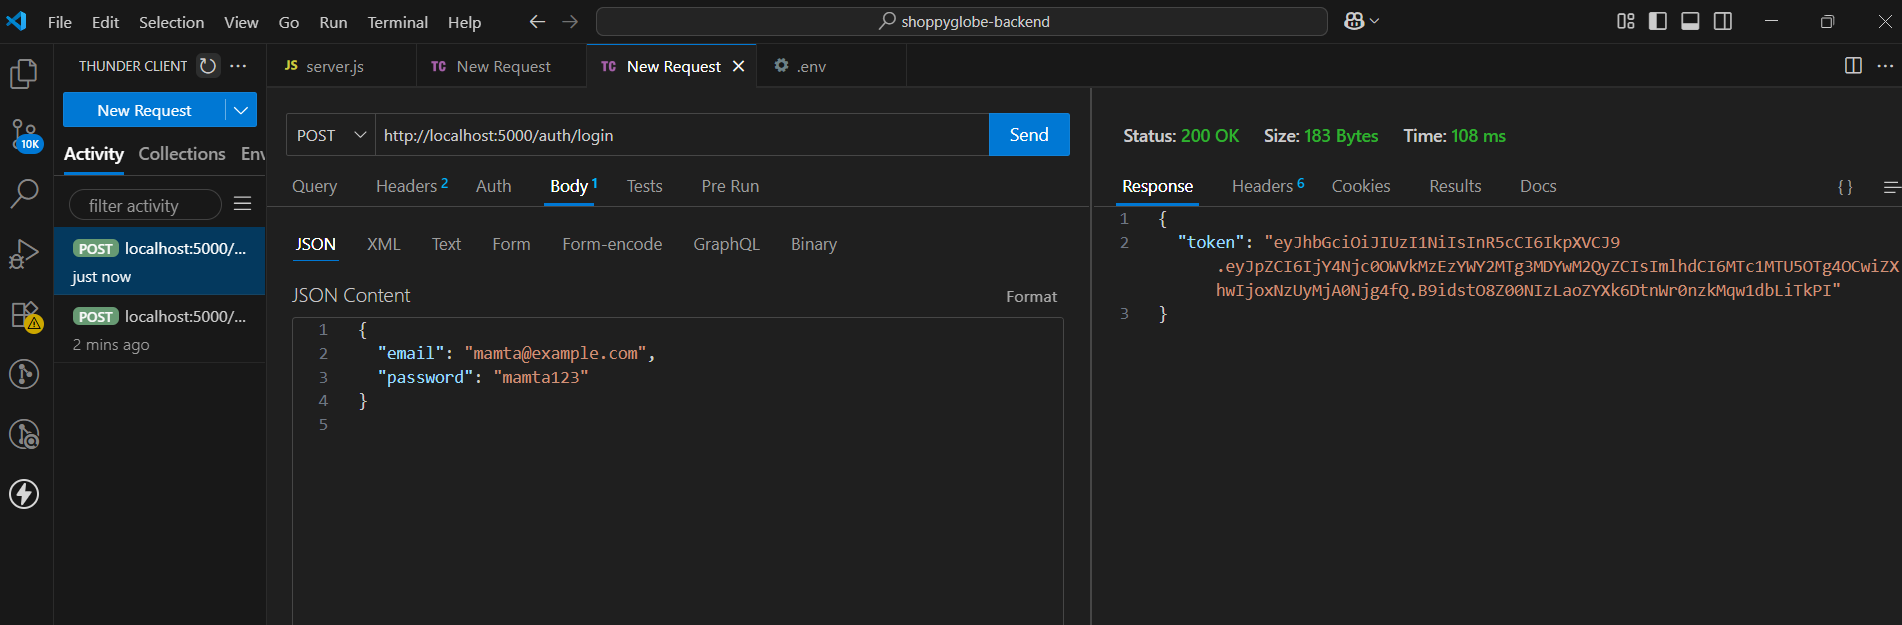 File Edit Selection View Go Run Terminal Help
shoppyglobe-backend
THUNDER CLIENT
JS server.js
TC New Request
TC New Request
.env
New Request
POST
http://localhost:5000/auth/login
Send
Status: 200 OK Size: 183 Bytes Time: 108 ms
10K
Activity Collections Env
Query Headers 2 Auth Body 1 Tests Pre Run
Response Headers 6 Cookies Results Docs
{ }
filter activity
POST localhost:5000/...
just now
POST localhost:5000/...
2 mins ago
JSON XML Text Form Form-encode GraphQL Binary
JSON Content
Format
1 {
2 "email": "mamta@example.com",
3 "password": "mamta123"
4 }
5
1 {
2 "token": "eyJhbGciOiJIUzI1NiIsInR5cCI6IkpXVCJ9
.eyJpZCI6IjY4Njc0OWVkMzEzYWY2MTg3MDYwM2QyZCIsImlhdCI6MTc1MTU5OTg4OCwiZX
hwIjoxNzUyMjA0Njg4fQ.B9idstO8Z00NIzLaoZYXk6DtnWr0nzkMqw1dbLiTkPI"
3 }